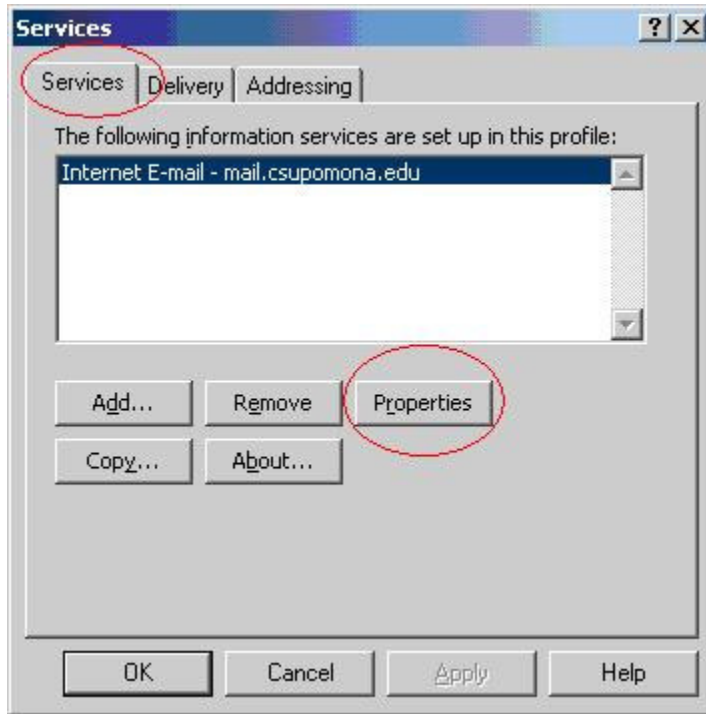 Services
Services Delivery Addressing
The following information services are set up in this profile:
Internet E-mail - mail.csupomona.edu
Add... Remove Properties
Copy... About...
OK Cancel Apply Help